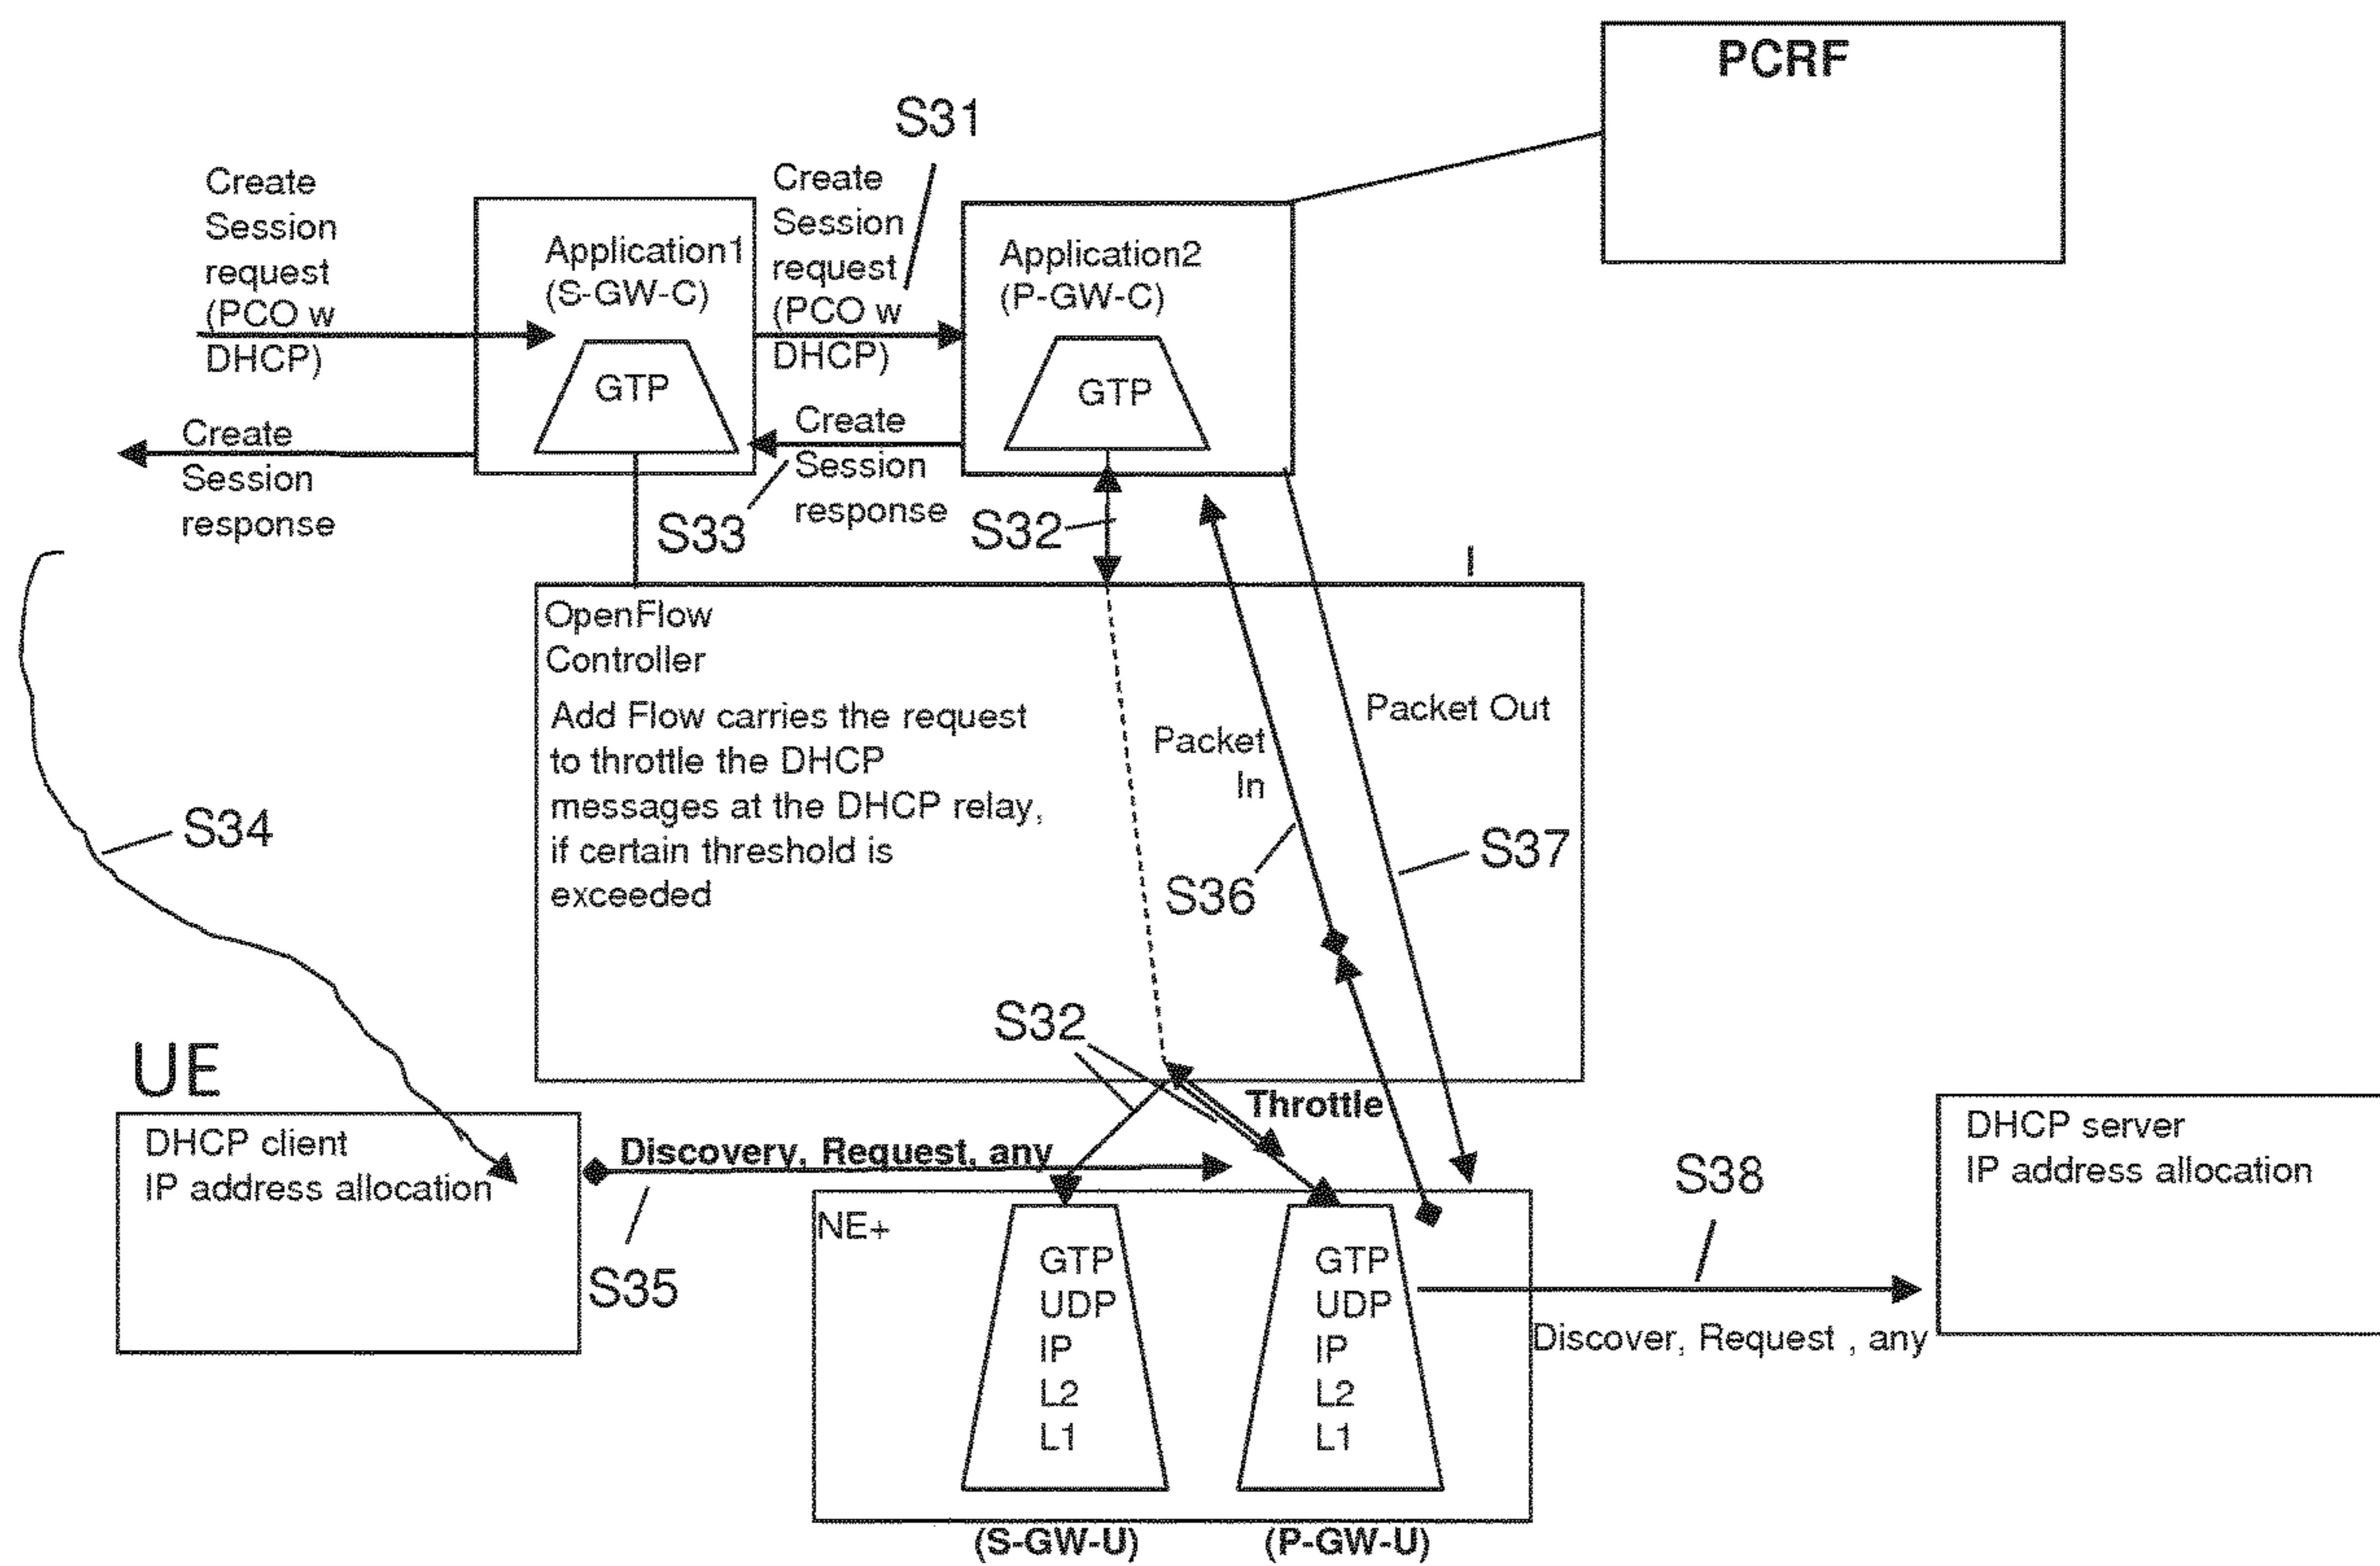 PCRF
S31
Create
Session
request
(PCO w
DHCP)
Application1
(S-GW-C)
GTP
Create
Session
request
(PCO w
DHCP)
Application2
(P-GW-C)
GTP
Create
Session
response
Create
Session
response
S33
S32
OpenFlow
Controller
Add Flow carries the request
to throttle the DHCP
messages at the DHCP relay,
if certain threshold is
exceeded
Packet
In
Packet Out
S34
S36
S37
S32
UE
DHCP client
IP address allocation
Discovery, Request, any
Throttle
S35
NE+
GTP
UDP
IP
L2
L1
(S-GW-U)
GTP
UDP
IP
L2
L1
(P-GW-U)
S38
Discover, Request , any
DHCP server
IP address allocation